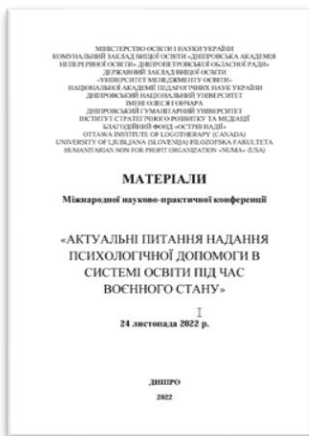 МІНІСТЕРСТВО ОСВІТИ І НАУКИ УКРАЇНИ
КОМУНАЛЬНИЙ ЗАКЛАД ВИЩОЇ ОСВІТИ «ДНІПРОВСЬКА АКАДЕМІЯ
НЕПЕРЕРВНОЇ ОСВІТИ» ДНІПРОПЕТРОВСЬКОЇ ОБЛАСНОЇ РАДИ»
ДЕРЖАВНИЙ ЗАКЛАД ВИЩОЇ ОСВІТИ
«УНІВЕРСИТЕТ МЕНЕДЖМЕНТУ ОСВІТИ»
НАЦІОНАЛЬНОЇ АКАДЕМІЇ ПЕДАГОГІЧНИХ НАУК УКРАЇНИ
ДНІПРОВСЬКИЙ НАЦІОНАЛЬНИЙ УНІВЕРСИТЕТ
ІМЕНІ ОЛЕСЯ ГОНЧАРА
ДНІПРОВСЬКИЙ ГУМАНІТАРНИЙ УНІВЕРСИТЕТ
ІНСТИТУТ СТРАТЕГІЧНОГО РОЗВИТКУ ТА МЕДІАЦІЇ
БЛАГОДІЙНИЙ ФОНД «ОСТРІВ НАДІЇ»
OTTAWA INSTITUTE OF LOGOTHERAPY (CANADA)
UNIVERSITY OF LJUBLJANA (SLOVENIJA) FILOZOFSKA FAKULTETA
HUMANITARIAN NON-FOR-PROFIT ORGANIZATION «NUMA» (USA)
МАТЕРІАЛИ
Міжнародної науково-практичної конференції
«АКТУАЛЬНІ ПИТАННЯ НАДАННЯ
ПСИХОЛОГІЧНОЇ ДОПОМОГИ В
СИСТЕМІ ОСВІТИ ПІД ЧАС
ВОЄННОГО СТАНУ»
24 листопада 2022 р.
ДНІПРО
2022